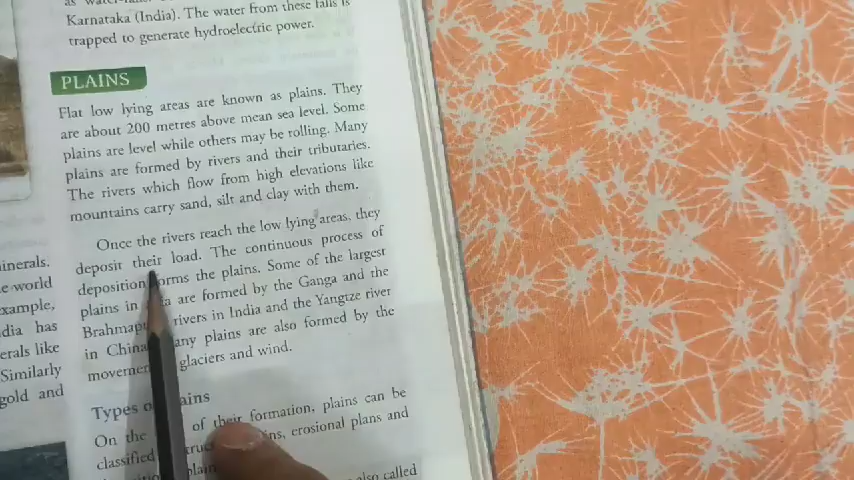 Karnataka (India). The water from these falls is
trapped to generate hydroelectric power.
PLAINS
Flat low lying areas are known as plains. They
are about 200 metres above mean sea level. Some
plains are level while others may be rolling. Many
plains are formed by rivers and their tributaries.
The rivers which flow from high elevations like
mountains carry sand, silt and clay with them.
Once the rivers reach the low lying areas, they
deposit their load. The continuous process of
deposition forms the plains. Some of the largest
plains in are formed by the Ganga and the
rivers in India and the Yangtze river
in China. Many plains are also formed by the
movement glaciers and wind.
Types of plains
On the of their formation, plains can be
classified erosional plans and
also called
inerals.
e world
example,
dia has
erals like
Similarly
gold and